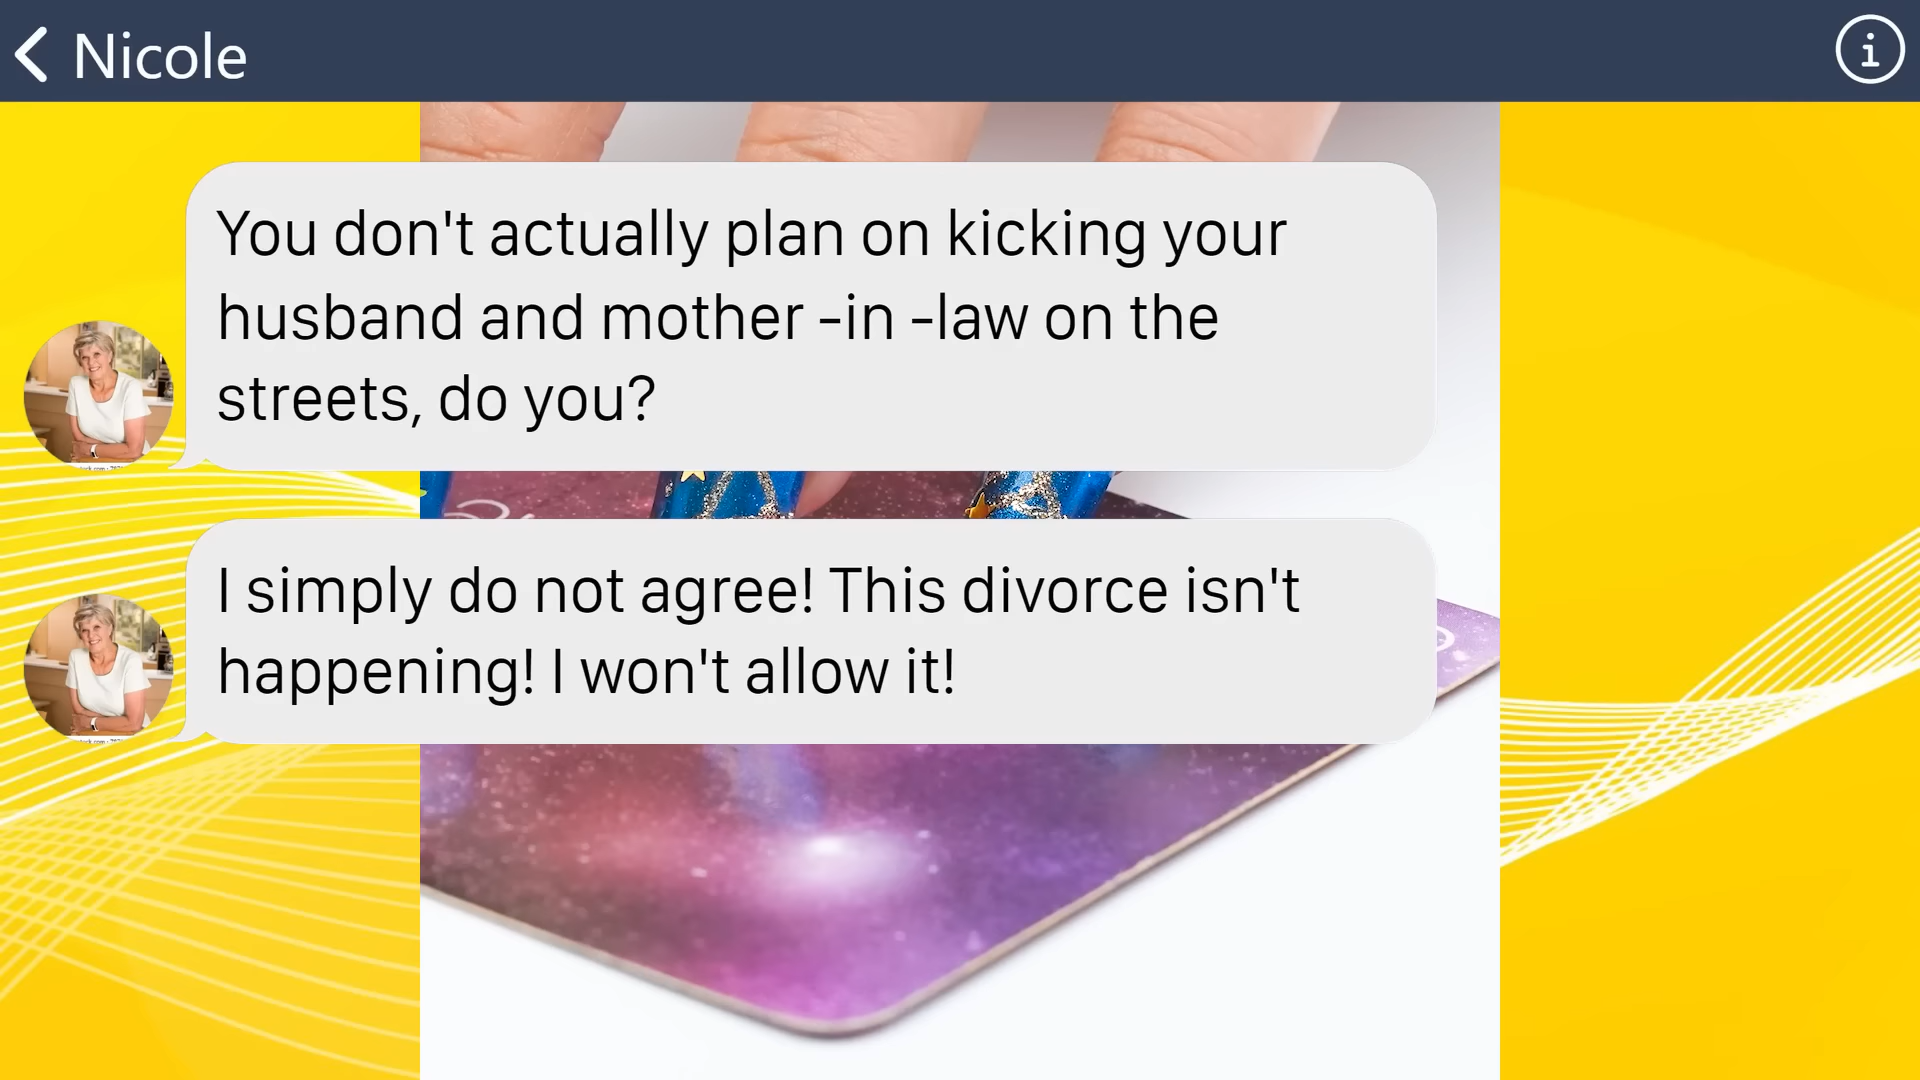 Nicole
You don't actually plan on kicking your
husband and mother -in -law on the
streets, do you?
I simply do not agree! This divorce isn't
happening! I won't allow it!